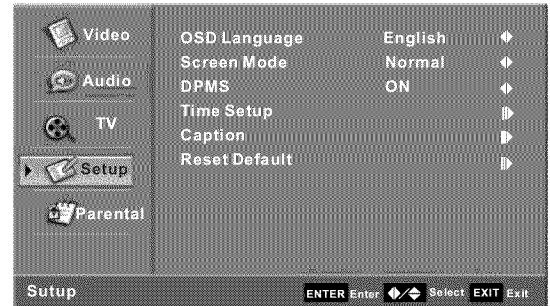 Video
Audio
TV
Setup
Parental
OSD Language English
Screen Mode Normal
DPMS ON
Time Setup
Caption
Reset Default
Sutup ENTER Enter Select EXIT Exit